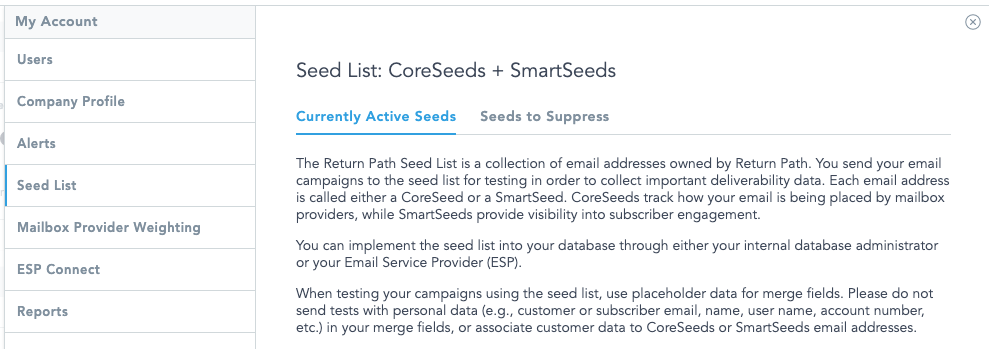 My Account
Users
Company Profile
Alerts
Seed List
Mailbox Provider Weighting
ESP Connect
Reports
Seed List: CoreSeeds + SmartSeeds
Currently Active Seeds
Seeds to Suppress
The Return Path Seed List is a collection of email addresses owned by Return Path. You send your email
campaigns to the seed list for testing in order to collect important deliverability data. Each email address
is called either a CoreSeed or a SmartSeed. CoreSeeds track how your email is being placed by mailbox
providers, while SmartSeeds provide visibility into subscriber engagement.
You can implement the seed list into your database through either your internal database administrator
or your Email Service Provider (ESP).
When testing your campaigns using the seed list, use placeholder data for merge fields. Please do not
send tests with personal data (e.g., customer or subscriber email, name, user name, account number,
etc.) in your merge fields, or associate customer data to CoreSeeds or SmartSeeds email addresses.